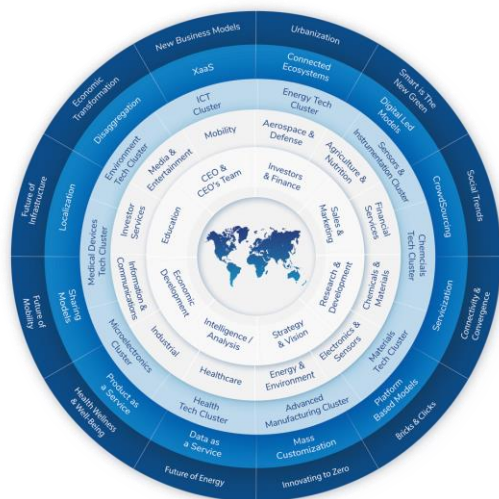 New Business Models
Urbanization
Smart is The
New Green
Social Trends
Connectivity &
Convergence
Bricks & Clicks
Innovating to Zero
Future of Energy
Health Wellness
& Well-Being
Future of
Mobility
Future of
Infrastructure
Economic
Transformation
XaaS
Connected
Ecosystems
Digital Led
Models
CrowdSourcing
Servicization
Platform
Based Models
Mass
Customization
Data as
a Service
Product as
a Service
Sharing
Models
Localization
Disaggregation
ICT
Cluster
Energy Tech
Cluster
Sensors &
Instrumentation Cluster
Chemcials
Tech Cluster
Materials
Tech Cluster
Advanced
Manufacturing Cluster
Health
Tech Cluster
Microelectronics
Cluster
Medical Devices
Tech Cluster
Environment
Tech Cluster
Mobility
Aerospace &
Defense
Agriculture &
Nutrition
Financial
Services
Chemicals &
Materials
Electronics &
Sensors
Energy &
Environment
Healthcare
Industrial
Information &
Communications
Investor
Services
Media &
Entertainment
CEO &
CEO's Team
Investors
& Finance
Sales &
Marketing
Research &
Development
Strategy
& Vision
Intelligence /
Analysis
Economic
Development
Education